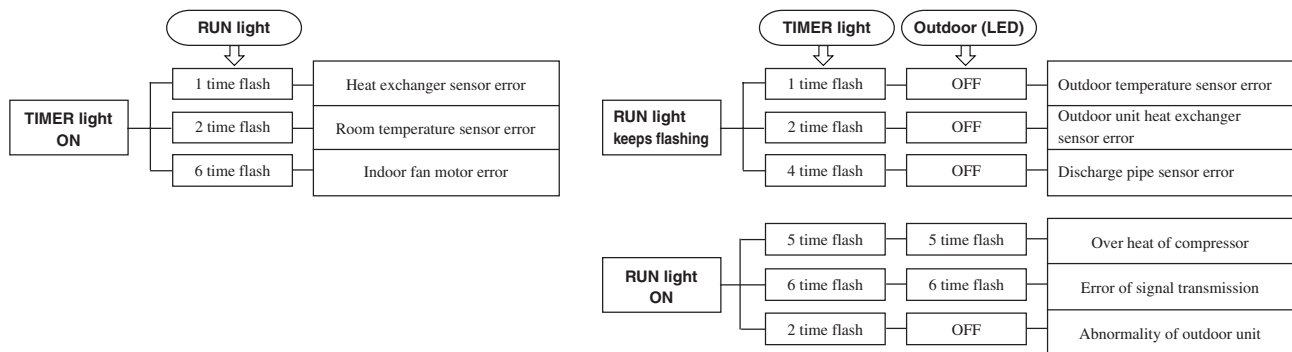 RUN light
TIMER light
ON
1 time flash
Heat exchanger sensor error
2 time flash
Room temperature sensor error
6 time flash
Indoor fan motor error
TIMER light
Outdoor (LED)
RUN light
keeps flashing
1 time flash
OFF
Outdoor temperature sensor error
2 time flash
OFF
Outdoor unit heat exchanger
sensor error
4 time flash
OFF
Discharge pipe sensor error
RUN light
ON
5 time flash
5 time flash
Over heat of compressor
6 time flash
6 time flash
Error of signal transmission
2 time flash
OFF
Abnormality of outdoor unit